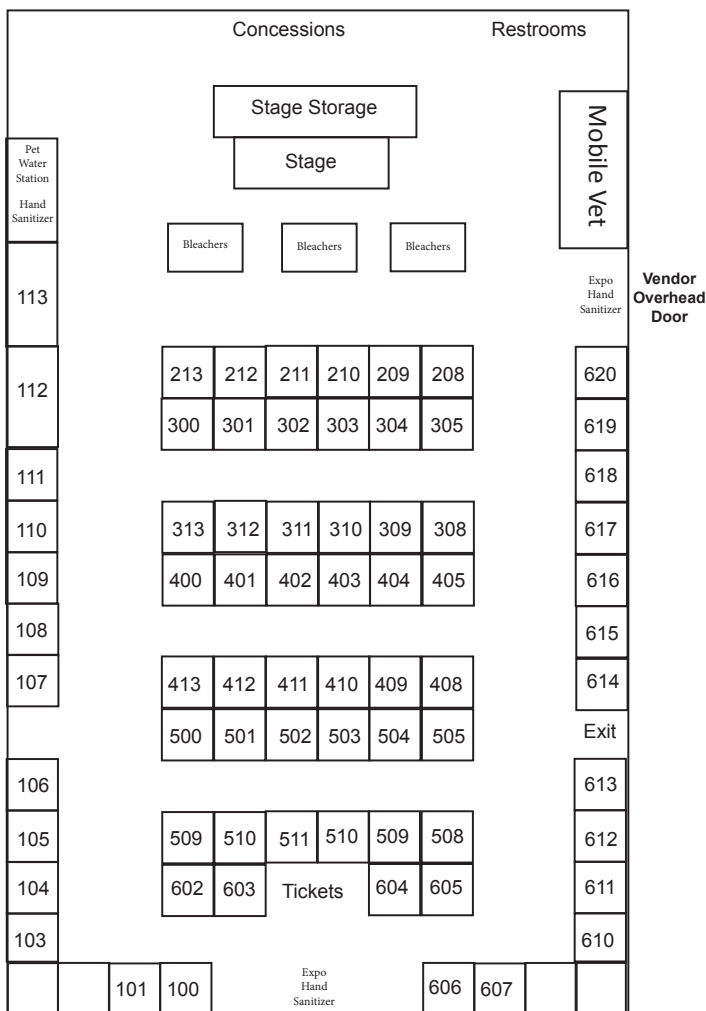 Concessions
Restrooms
Stage Storage
Stage
Mobile Vet
Pet
Water
Station
Hand
Sanitizer
Bleachers
Bleachers
Bleachers
113
Expo
Hand
Sanitizer
Vendor
Overhead
Door
112
213 212 211 210 209 208
620
300 301 302 303 304 305
619
111
618
110
313 312 311 310 309 308
617
109
400 401 402 403 404 405
616
108
615
107
413 412 411 410 409 408
614
500 501 502 503 504 505
Exit
106
613
105
509 510 511 510 509 508
612
104
602 603 Tickets 604 605
611
103
610
101 100
Expo
Hand
Sanitizer
606 607